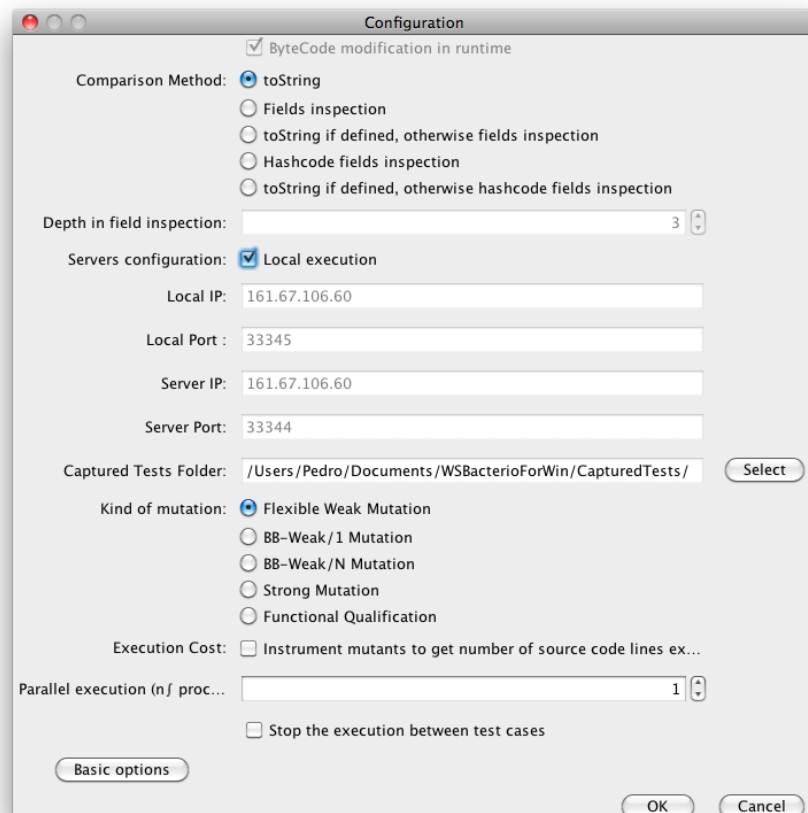 Configuration
ByteCode modification in runtime
Comparison Method: toString
Fields inspection
toString if defined, otherwise fields inspection
Hashcode fields inspection
toString if defined, otherwise hashcode fields inspection
Depth in field inspection: 3
Servers configuration: Local execution
Local IP: 161.67.106.60
Local Port : 33345
Server IP: 161.67.106.60
Server Port: 33344
Captured Tests Folder: /Users/Pedro/Documents/WSBacterioForWin/CapturedTests/ Select
Kind of mutation: Flexible Weak Mutation
BB-Weak/1 Mutation
BB-Weak/N Mutation
Strong Mutation
Functional Qualification
Execution Cost: Instrument mutants to get number of source code lines ex...
Parallel execution (n∫ proc... 1
Stop the execution between test cases
Basic options
OK Cancel